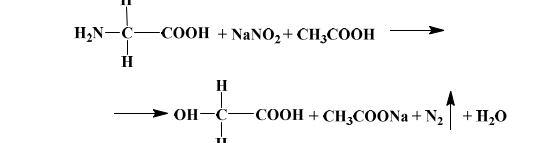 H
H₂N—C—COOH + NaNO₂ + CH₃COOH
H
H
OH—C—COOH + CH₃COONa + N₂ + H₂O
H